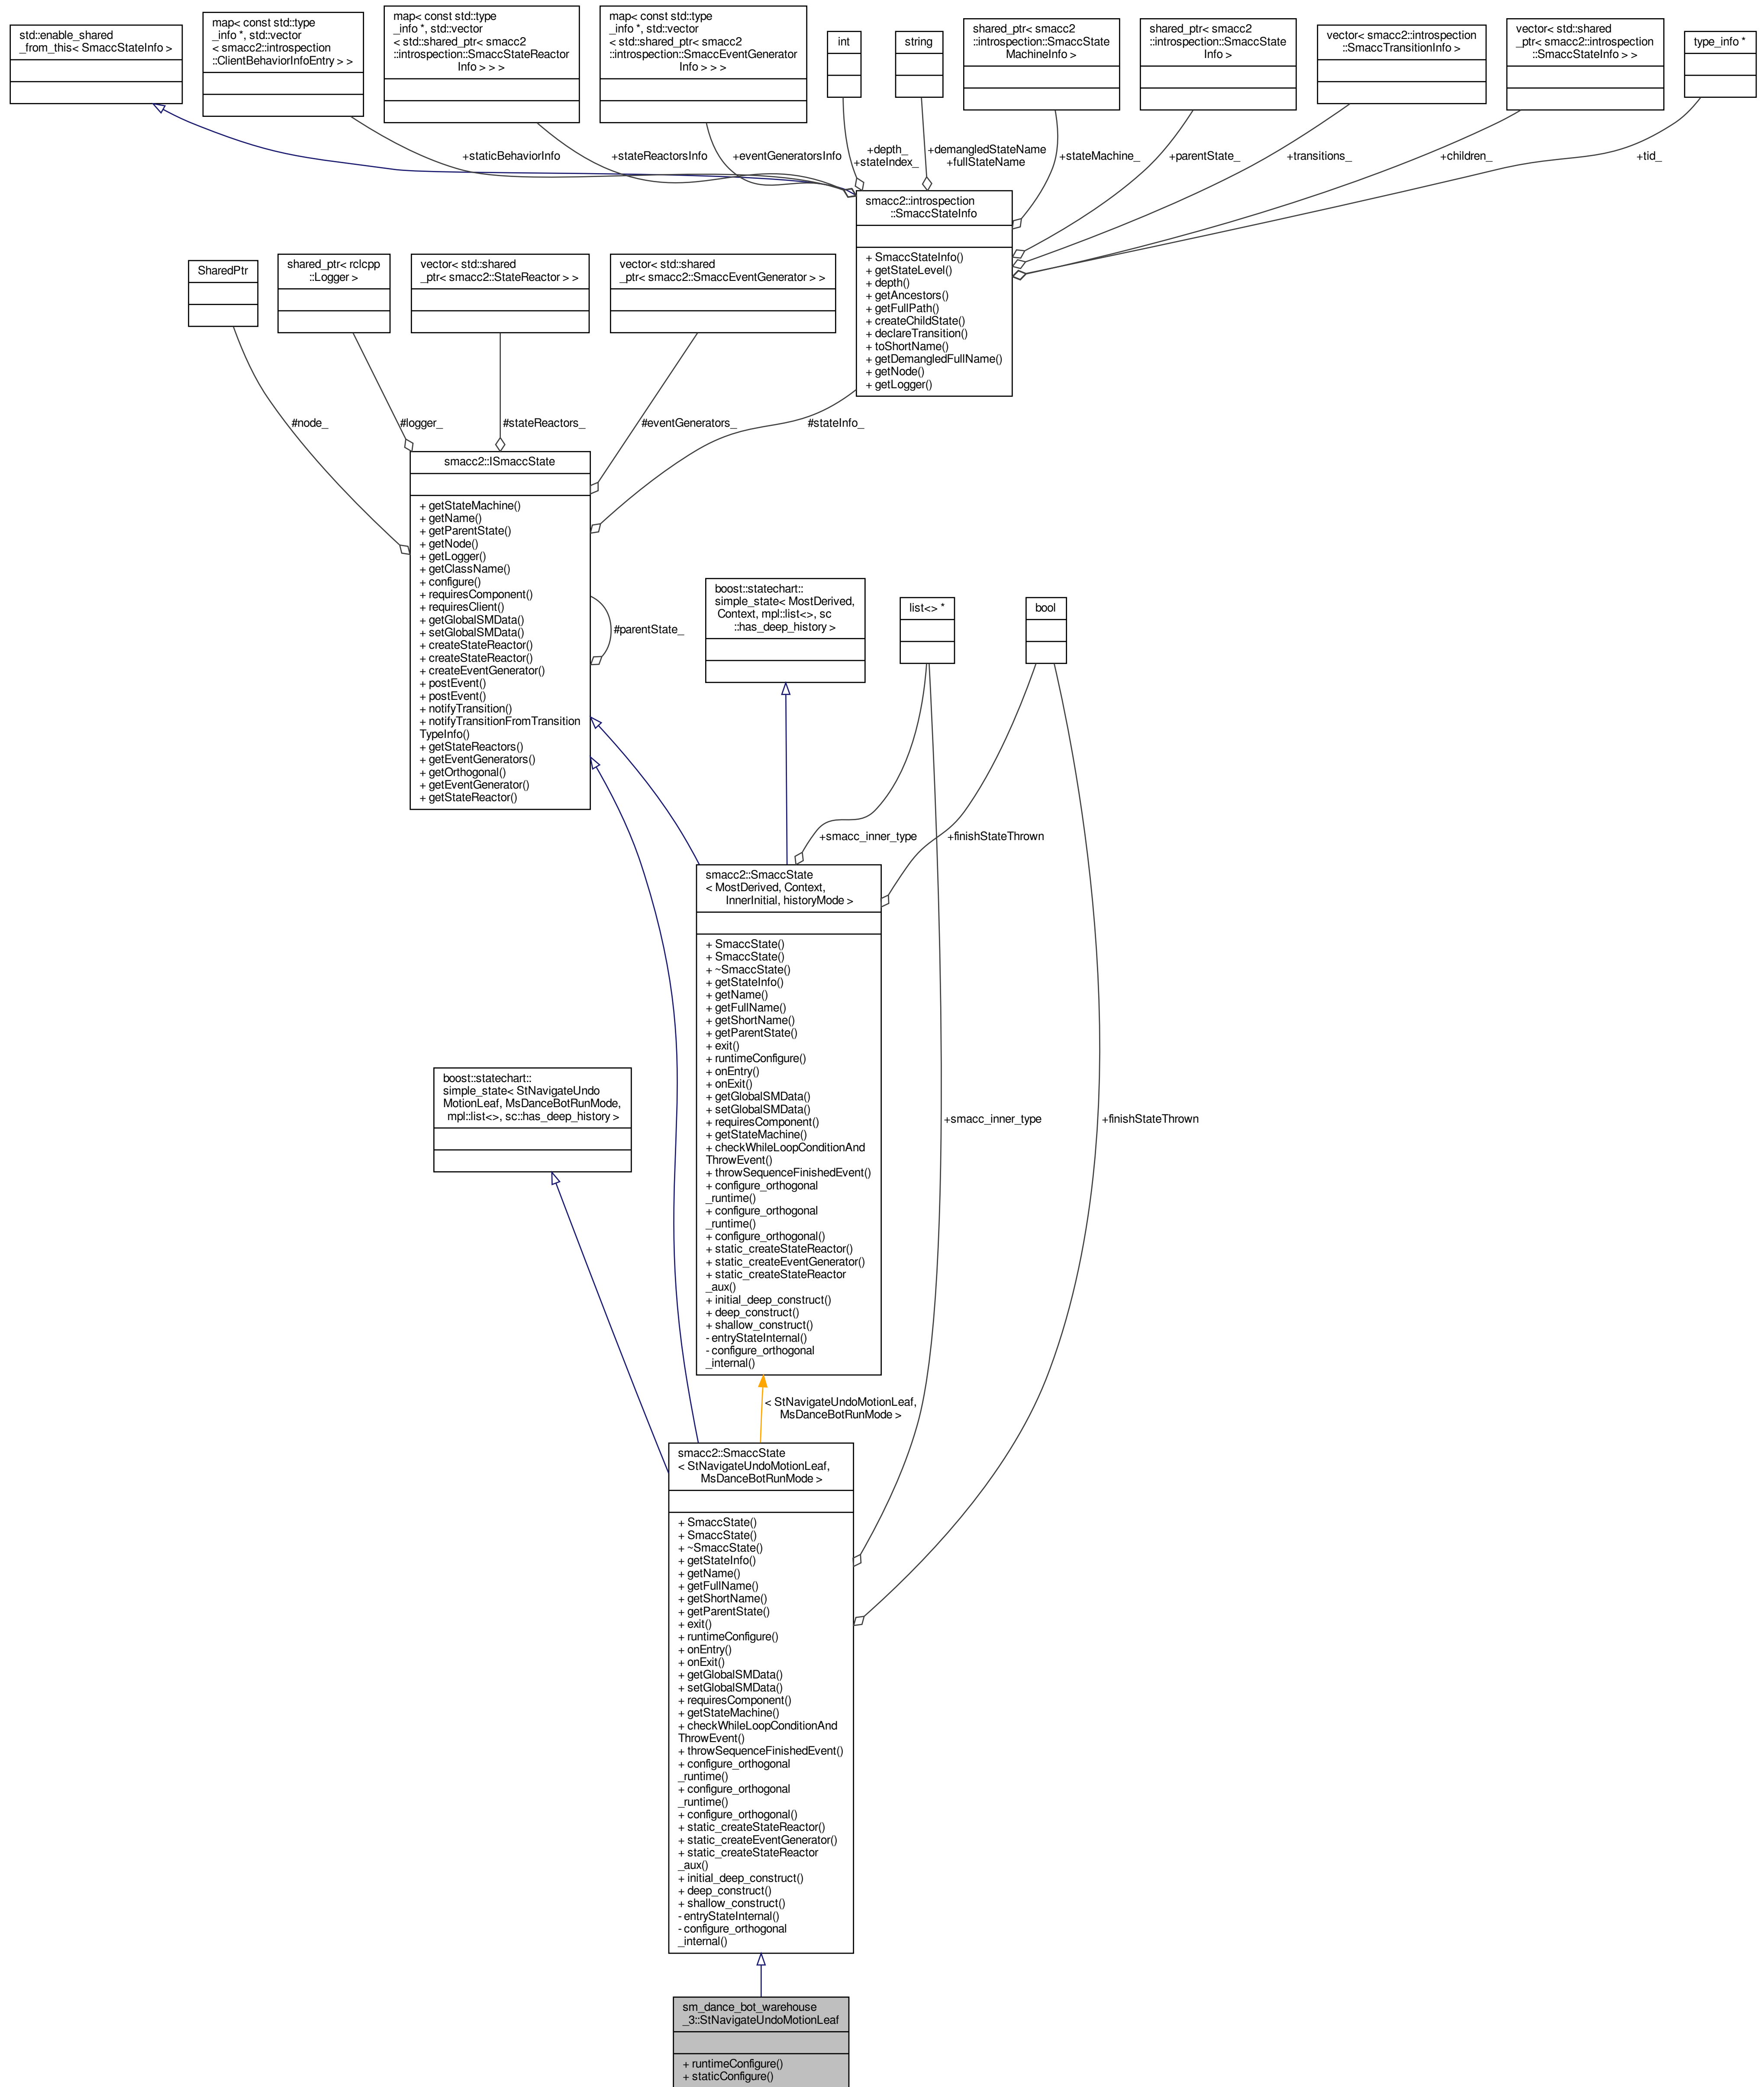 std::enable_shared
_from_this< SmaccStateInfo >
map< const std::type
_info *, std::vector
< smacc2::introspection
::ClientBehaviorInfoEntry > >
map< const std::type
_info *, std::vector
< std::shared_ptr< smacc2
::introspection::SmaccStateReactor
Info > > >
map< const std::type
_info *, std::vector
< std::shared_ptr< smacc2
::introspection::SmaccEventGenerator
Info > > >
int
string
shared_ptr< smacc2
::introspection::SmaccState
MachineInfo >
shared_ptr< smacc2
::introspection::SmaccState
Info >
vector< smacc2::introspection
::SmaccTransitionInfo >
vector< std::shared
_ptr< smacc2::introspection
::SmaccStateInfo > >
type_info *
+staticBehaviorInfo
+stateReactorsInfo
+eventGeneratorsInfo
+depth_
+stateIndex_
+demangledStateName
+fullStateName
+stateMachine_
+parentState_
+transitions_
+children_
+tid_
smacc2::introspection
::SmaccStateInfo
+ SmaccStateInfo()
+ getStateLevel()
+ depth()
+ getAncestors()
+ getFullPath()
+ createChildState()
+ declareTransition()
+ toShortName()
+ getDemangledFullName()
+ getNode()
+ getLogger()
SharedPtr
shared_ptr< rclcpp
::Logger >
vector< std::shared
_ptr< smacc2::StateReactor > >
vector< std::shared
_ptr< smacc2::SmaccEventGenerator > >
#node_
#logger_
#stateReactors_
#eventGenerators_
#stateInfo_
smacc2::ISmaccState
+ getStateMachine()
+ getName()
+ getParentState()
+ getNode()
+ getLogger()
+ getClassName()
+ configure()
+ requiresComponent()
+ requiresClient()
+ getGlobalSMData()
+ setGlobalSMData()
+ createStateReactor()
+ createStateReactor()
+ createEventGenerator()
+ postEvent()
+ postEvent()
+ notifyTransition()
+ notifyTransitionFromTransition
TypeInfo()
+ getStateReactors()
+ getEventGenerators()
+ getOrthogonal()
+ getEventGenerator()
+ getStateReactor()
#parentState_
boost::statechart::
simple_state< MostDerived,
Context, mpl::list<>, sc
::has_deep_history >
list<> *
bool
+smacc_inner_type
+finishStateThrown
smacc2::SmaccState
< MostDerived, Context,
InnerInitial, historyMode >
+ SmaccState()
+ SmaccState()
+ ~SmaccState()
+ getStateInfo()
+ getName()
+ getFullName()
+ getShortName()
+ getParentState()
+ exit()
+ runtimeConfigure()
+ onEntry()
+ onExit()
+ getGlobalSMData()
+ setGlobalSMData()
+ requiresComponent()
+ getStateMachine()
+ checkWhileLoopConditionAnd
ThrowEvent()
+ throwSequenceFinishedEvent()
+ configure_orthogonal
_runtime()
+ configure_orthogonal
_runtime()
+ configure_orthogonal()
+ static_createStateReactor()
+ static_createEventGenerator()
+ static_createStateReactor
_aux()
+ initial_deep_construct()
+ deep_construct()
+ shallow_construct()
- entryStateInternal()
- configure_orthogonal
_internal()
boost::statechart::
simple_state< StNavigateUndo
MotionLeaf, MsDanceBotRunMode,
mpl::list<>, sc::has_deep_history >
+smacc_inner_type
+finishStateThrown
< StNavigateUndoMotionLeaf,
MsDanceBotRunMode >
smacc2::SmaccState
< StNavigateUndoMotionLeaf,
MsDanceBotRunMode >
+ SmaccState()
+ SmaccState()
+ ~SmaccState()
+ getStateInfo()
+ getName()
+ getFullName()
+ getShortName()
+ getParentState()
+ exit()
+ runtimeConfigure()
+ onEntry()
+ onExit()
+ getGlobalSMData()
+ setGlobalSMData()
+ requiresComponent()
+ getStateMachine()
+ checkWhileLoopConditionAnd
ThrowEvent()
+ throwSequenceFinishedEvent()
+ configure_orthogonal
_runtime()
+ configure_orthogonal
_runtime()
+ configure_orthogonal()
+ static_createStateReactor()
+ static_createEventGenerator()
+ static_createStateReactor
_aux()
+ initial_deep_construct()
+ deep_construct()
+ shallow_construct()
- entryStateInternal()
- configure_orthogonal
_internal()
sm_dance_bot_warehouse
_3::StNavigateUndoMotionLeaf
+ runtimeConfigure()
+ staticConfigure()